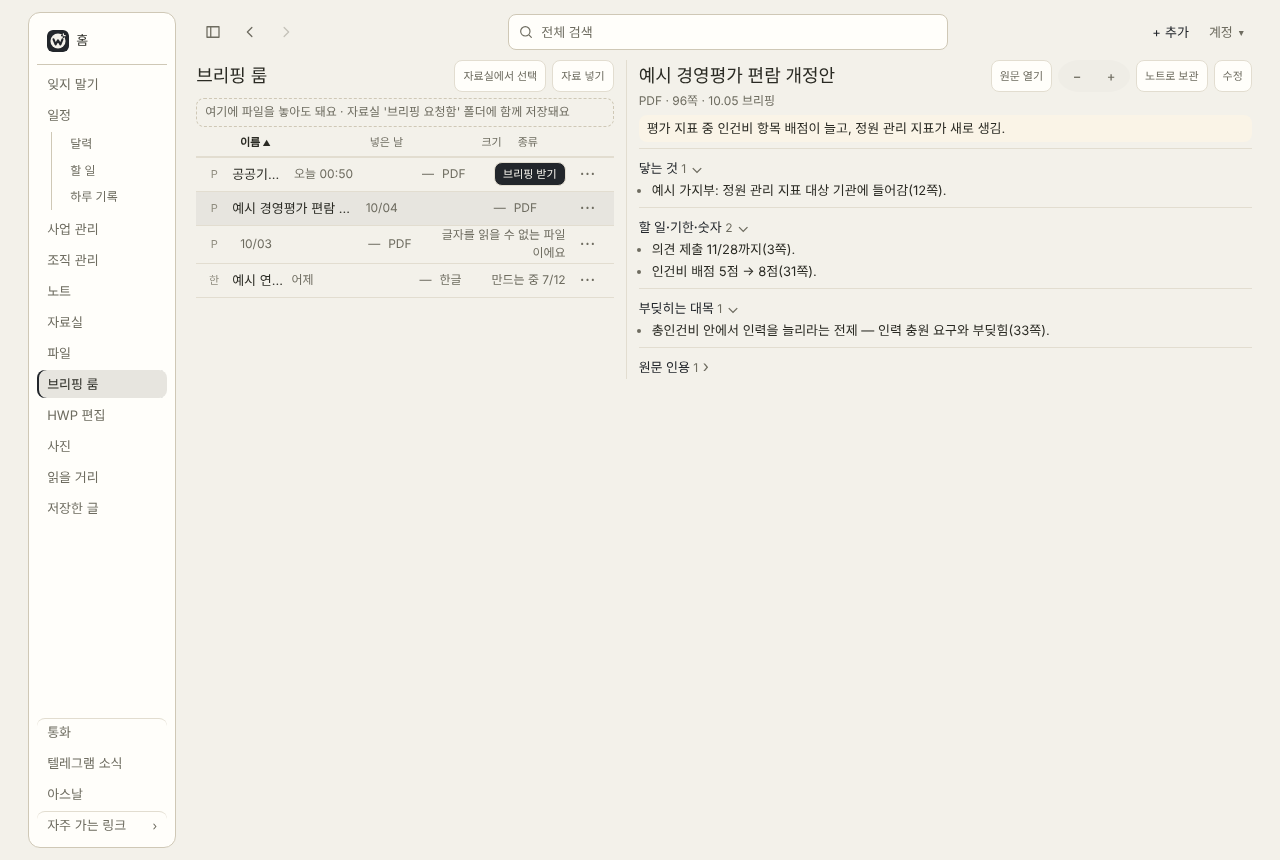 홈
잊지 말기
일정
달력
할 일
하루 기록
사업 관리
조직 관리
노트
자료실
파일
브리핑 룸
HWP 편집
사진
읽을 거리
저장한 글
통화
텔레그램 소식
아스날
자주 가는 링크 ›
전체 검색
+ 추가 계정 ▾
브리핑 룸 자료실에서 선택 자료 넣기
여기에 파일을 놓아도 돼요 · 자료실 '브리핑 요청함' 폴더에 함께 저장돼요
이름 ▲ 넣은 날 크기 종류
P 공공기… 오늘 00:50 — PDF 브리핑 받기 ···
P 예시 경영평가 편람 … 10/04 — PDF ···
P 10/03 — PDF 글자를 읽을 수 없는 파일
이에요 ···
한 예시 연… 어제 — 한글 만드는 중 7/12 ···
예시 경영평가 편람 개정안 원문 열기 − + 노트로 보관 수정
PDF · 96쪽 · 10.05 브리핑
평가 지표 중 인건비 항목 배점이 늘고, 정원 관리 지표가 새로 생김.
닿는 것 1
• 예시 가지부: 정원 관리 지표 대상 기관에 들어감(12쪽).
할 일·기한·숫자 2
• 의견 제출 11/28까지(3쪽).
• 인건비 배점 5점 → 8점(31쪽).
부딪히는 대목 1
• 총인건비 안에서 인력을 늘리라는 전제 — 인력 충원 요구와 부딪힘(33쪽).
원문 인용 1